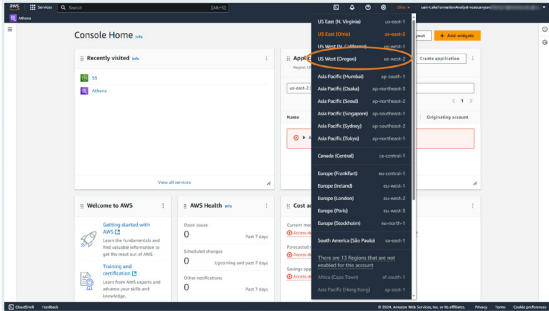 aws
Services
Search
[Alt+S]
Ohio
Athena
Console Home Info
+ Add widgets
Recently visited Info
S3
Athena
View all services
Create application
Name
Originating account
US East (N. Virginia) us-east-1
US East (Ohio) us-east-2
US West (N. California) us-west-1
US West (Oregon) us-west-2
Asia Pacific (Mumbai) ap-south-1
Asia Pacific (Osaka) ap-northeast-3
Asia Pacific (Seoul) ap-northeast-2
Asia Pacific (Singapore) ap-southeast-1
Asia Pacific (Sydney) ap-southeast-2
Asia Pacific (Tokyo) ap-northeast-1
Canada (Central) ca-central-1
Europe (Frankfurt) eu-central-1
Europe (Ireland) eu-west-1
Europe (London) eu-west-2
Europe (Paris) eu-west-3
Europe (Stockholm) eu-north-1
South America (São Paulo) sa-east-1
There are 13 Regions that are not
enabled for this account
Africa (Cape Town) af-south-1
Asia Pacific (Hong Kong) ap-east-1
Welcome to AWS
Getting started with
AWS
Learn the fundamentals and
find valuable information to
get the most out of AWS.
Training and
certification
Learn from AWS experts and
advance your skills and
knowledge.
AWS Health Info
Open issues
0 Past 7 days
Scheduled changes
0 Upcoming and past 7 days
Other notifications
0 Past 7 days
CloudShell Feedback
© 2024, Amazon Web Services, Inc. or its affiliates. Privacy Terms Cookie preferences